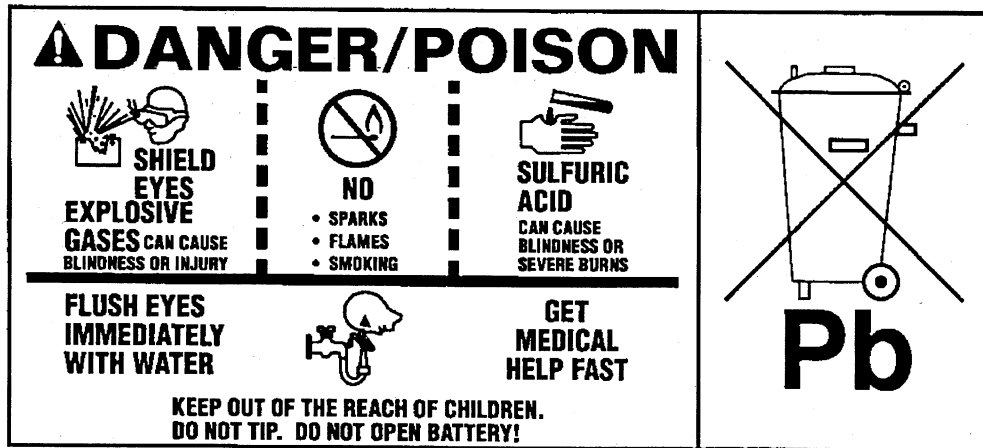 DANGER/POISON
SHIELD
EYES
EXPLOSIVE
GASES CAN CAUSE
BLINDNESS OR INJURY
NO
• SPARKS
• FLAMES
• SMOKING
SULFURIC
ACID
CAN CAUSE
BLINDNESS OR
SEVERE BURNS
FLUSH EYES
IMMEDIATELY
WITH WATER
GET
MEDICAL
HELP FAST
KEEP OUT OF THE REACH OF CHILDREN.
DO NOT TIP. DO NOT OPEN BATTERY!
Pb